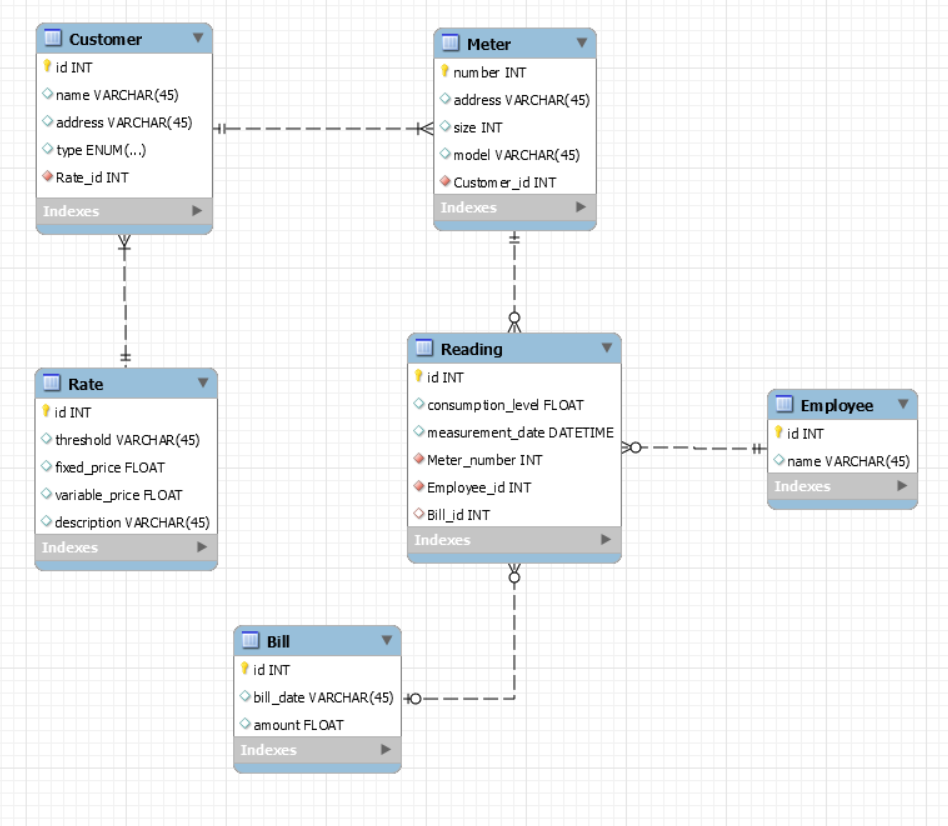 Customer
id INT
name VARCHAR(45)
address VARCHAR(45)
type ENUM(...)
Rate_id INT
Indexes
Meter
number INT
address VARCHAR(45)
size INT
model VARCHAR(45)
Customer_id INT
Indexes
Rate
id INT
threshold VARCHAR(45)
fixed_price FLOAT
variable_price FLOAT
description VARCHAR(45)
Indexes
Reading
id INT
consumption_level FLOAT
measurement_date DATETIME
Meter_number INT
Employee_id INT
Bill_id INT
Indexes
Employee
id INT
name VARCHAR(45)
Indexes
Bill
id INT
bill_date VARCHAR(45)
amount FLOAT
Indexes